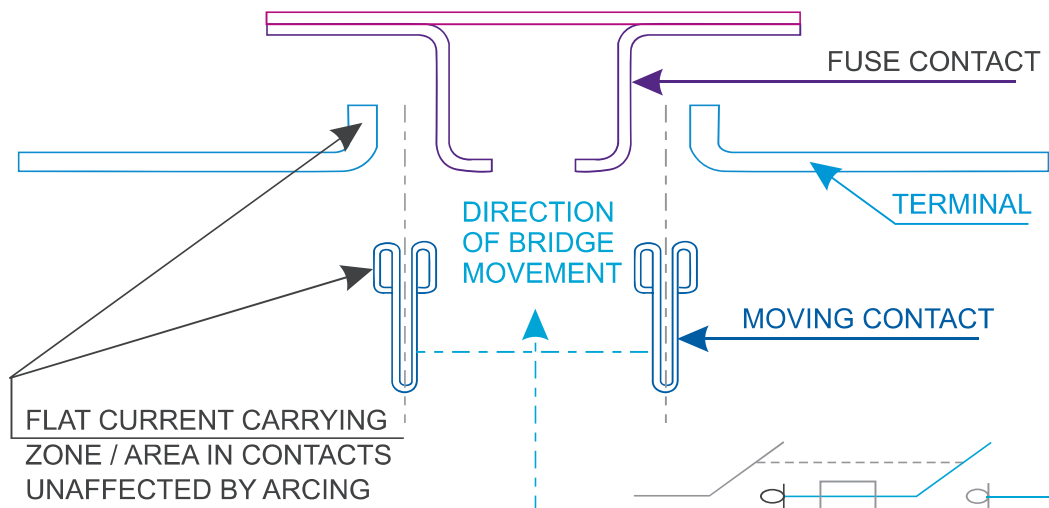 FUSE CONTACT
TERMINAL
DIRECTION
OF BRIDGE
MOVEMENT
MOVING CONTACT
FLAT CURRENT CARRYING
ZONE / AREA IN CONTACTS
UNAFFECTED BY ARCING